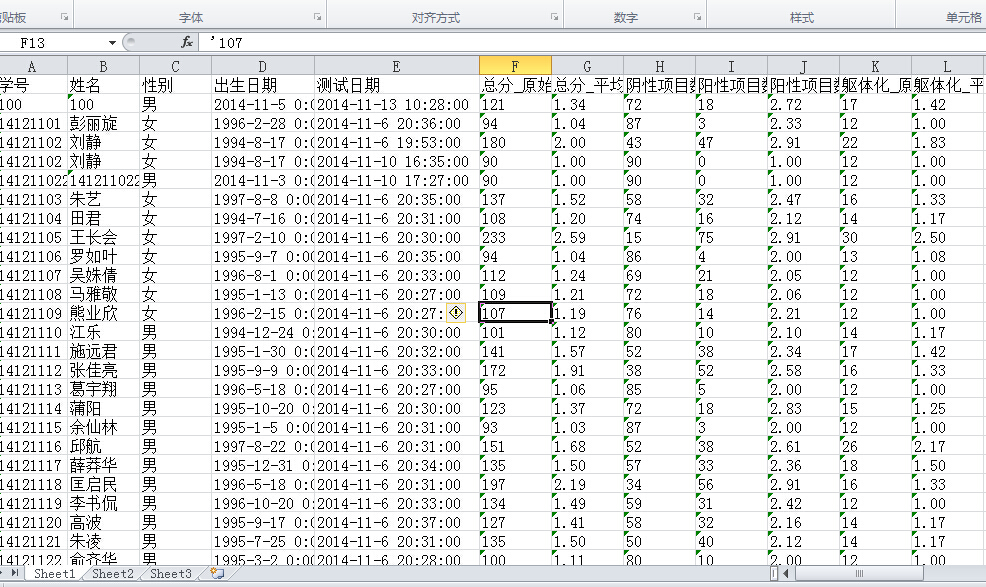 贴板 字体 对齐方式 数字 样式 单元格
F13 fx '107
A B C D E F G H I J K L
学号 姓名 性别 出生日期 测试日期 总分_原始 总分_平均 阴性项目数 阳性项目数 阳性项目数 躯体化_原 躯体化_平
100 100 男 2014-11-5 0:0 2014-11-13 10:28:00 121 1.34 72 18 2.72 17 1.42
14121101 彭丽旋 女 1996-2-28 0:0 2014-11-6 20:36:00 94 1.04 87 3 2.33 12 1.00
14121102 刘静 女 1994-8-17 0:0 2014-11-6 19:53:00 180 2.00 43 47 2.91 22 1.83
14121102 刘静 女 1994-8-17 0:0 2014-11-10 16:35:00 90 1.00 90 0 1.00 12 1.00
141211022 141211022 男 2014-11-3 0:0 2014-11-10 17:27:00 90 1.00 90 0 1.00 12 1.00
14121103 朱艺 女 1997-8-8 0:00 2014-11-6 20:35:00 137 1.52 58 32 2.47 16 1.33
14121104 田君 女 1994-7-16 0:0 2014-11-6 20:31:00 108 1.20 74 16 2.12 14 1.17
14121105 王长会 女 1997-2-10 0:0 2014-11-6 20:30:00 233 2.59 15 75 2.91 30 2.50
14121106 罗如叶 女 1995-9-7 0:00 2014-11-6 20:35:00 94 1.04 86 4 2.00 13 1.08
14121107 吴姝倩 女 1996-8-1 0:00 2014-11-6 20:33:00 112 1.24 69 21 2.05 12 1.00
14121108 马雅敬 女 1995-1-13 0:0 2014-11-6 20:27:00 109 1.21 72 18 2.06 12 1.00
14121109 熊业欣 女 1996-2-15 0:0 2014-11-6 20:27: 107 1.19 76 14 2.21 12 1.00
14121110 江乐 男 1994-12-24 0: 2014-11-6 20:30:00 101 1.12 80 10 2.10 14 1.17
14121111 施远君 男 1995-1-30 0:0 2014-11-6 20:32:00 141 1.57 52 38 2.34 17 1.42
14121112 张佳亮 男 1995-9-9 0:00 2014-11-6 20:33:00 172 1.91 38 52 2.58 16 1.33
14121113 葛宇翔 男 1996-5-18 0:0 2014-11-6 20:27:00 95 1.06 85 5 2.00 12 1.00
14121114 蒲阳 男 1995-10-20 0: 2014-11-6 20:30:00 123 1.37 72 18 2.83 15 1.25
14121115 余仙林 男 1995-1-5 0:00 2014-11-6 20:31:00 93 1.03 87 3 2.00 12 1.00
14121116 邱航 男 1997-8-22 0:0 2014-11-6 20:31:00 151 1.68 52 38 2.61 26 2.17
14121117 薛莽华 男 1995-12-31 0: 2014-11-6 20:34:00 135 1.50 57 33 2.36 18 1.50
14121118 匡启民 男 1996-5-18 0:0 2014-11-6 20:31:00 197 2.19 34 56 2.91 16 1.33
14121119 李书侃 男 1996-10-20 0: 2014-11-6 20:33:00 134 1.49 59 31 2.42 12 1.00
14121120 高波 男 1995-9-17 0:0 2014-11-6 20:37:00 127 1.41 58 32 2.16 14 1.17
14121121 朱凌 男 1995-7-25 0:0 2014-11-6 20:31:00 135 1.50 50 40 2.12 14 1.17
14121122 俞齐华 男 1995-3-2 0:00 2014-11-6 20:28:00 100 1.11 80 10 2.00 12 1.00
Sheet1 Sheet2 Sheet3